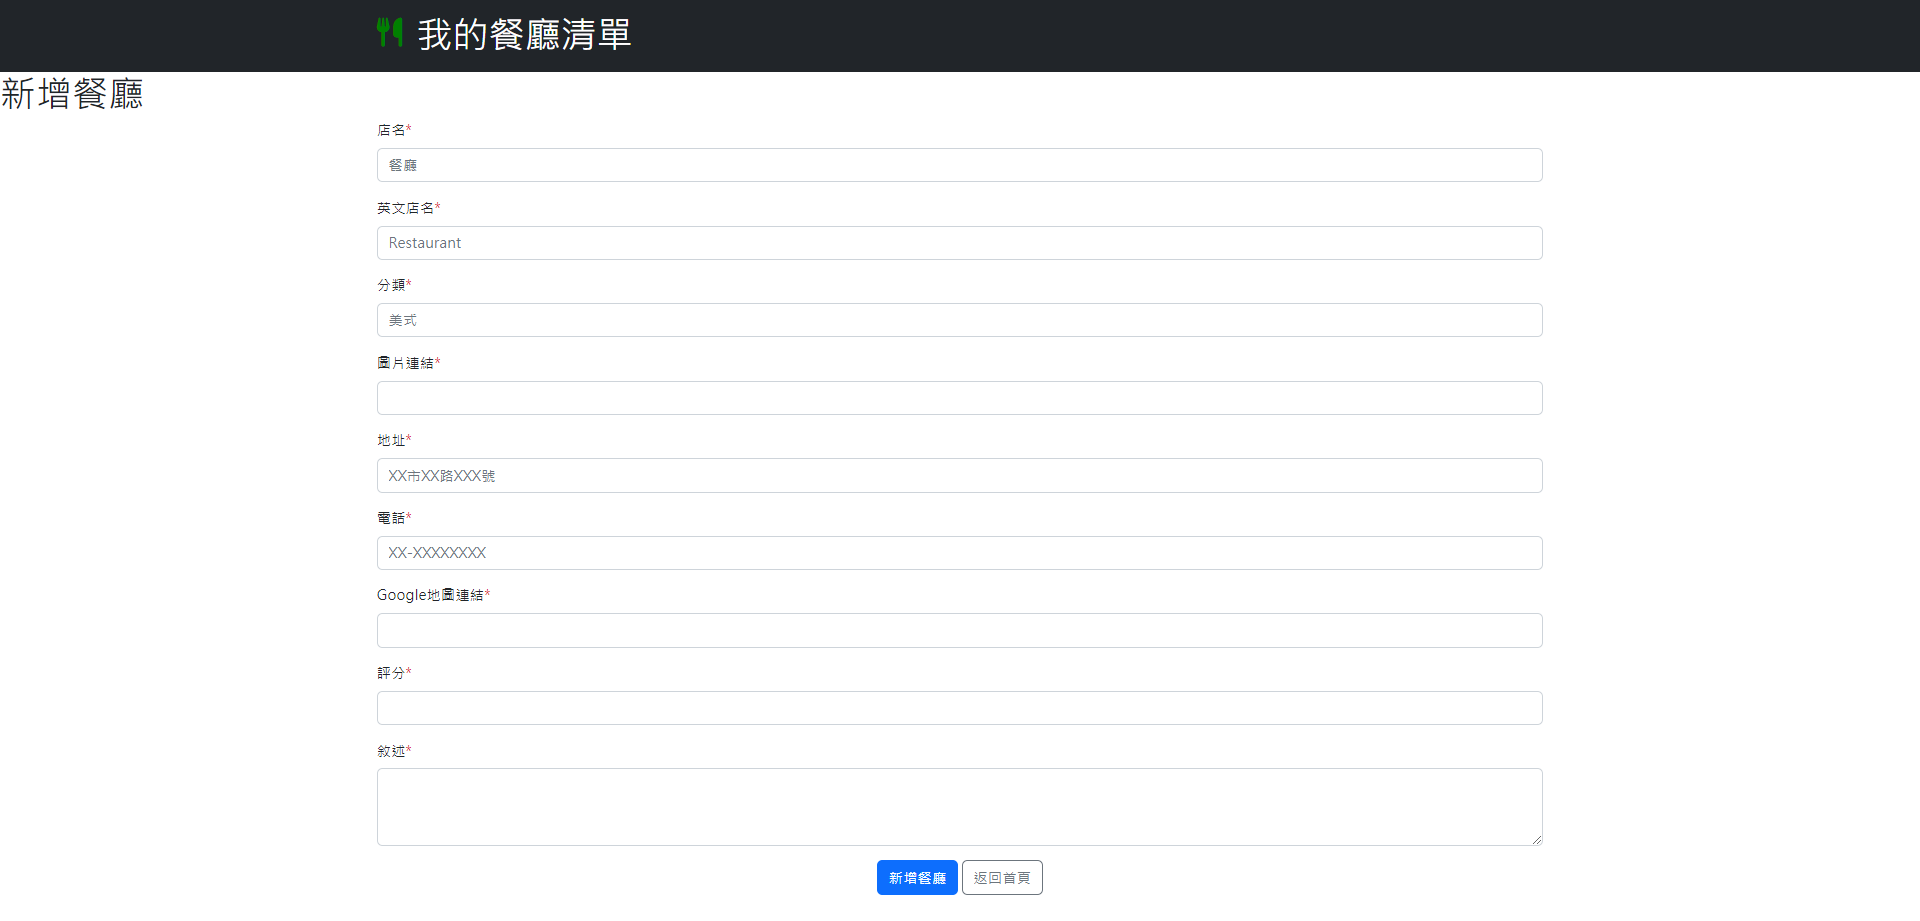 我的餐廳清單
新增餐廳
店名*
餐廳
英文店名*
Restaurant
分類*
美式
圖片連結*
地址*
XX市XX路XXX號
電話*
XX-XXXXXXXX
Google地圖連結*
評分*
敘述*
新增餐廳 返回首頁